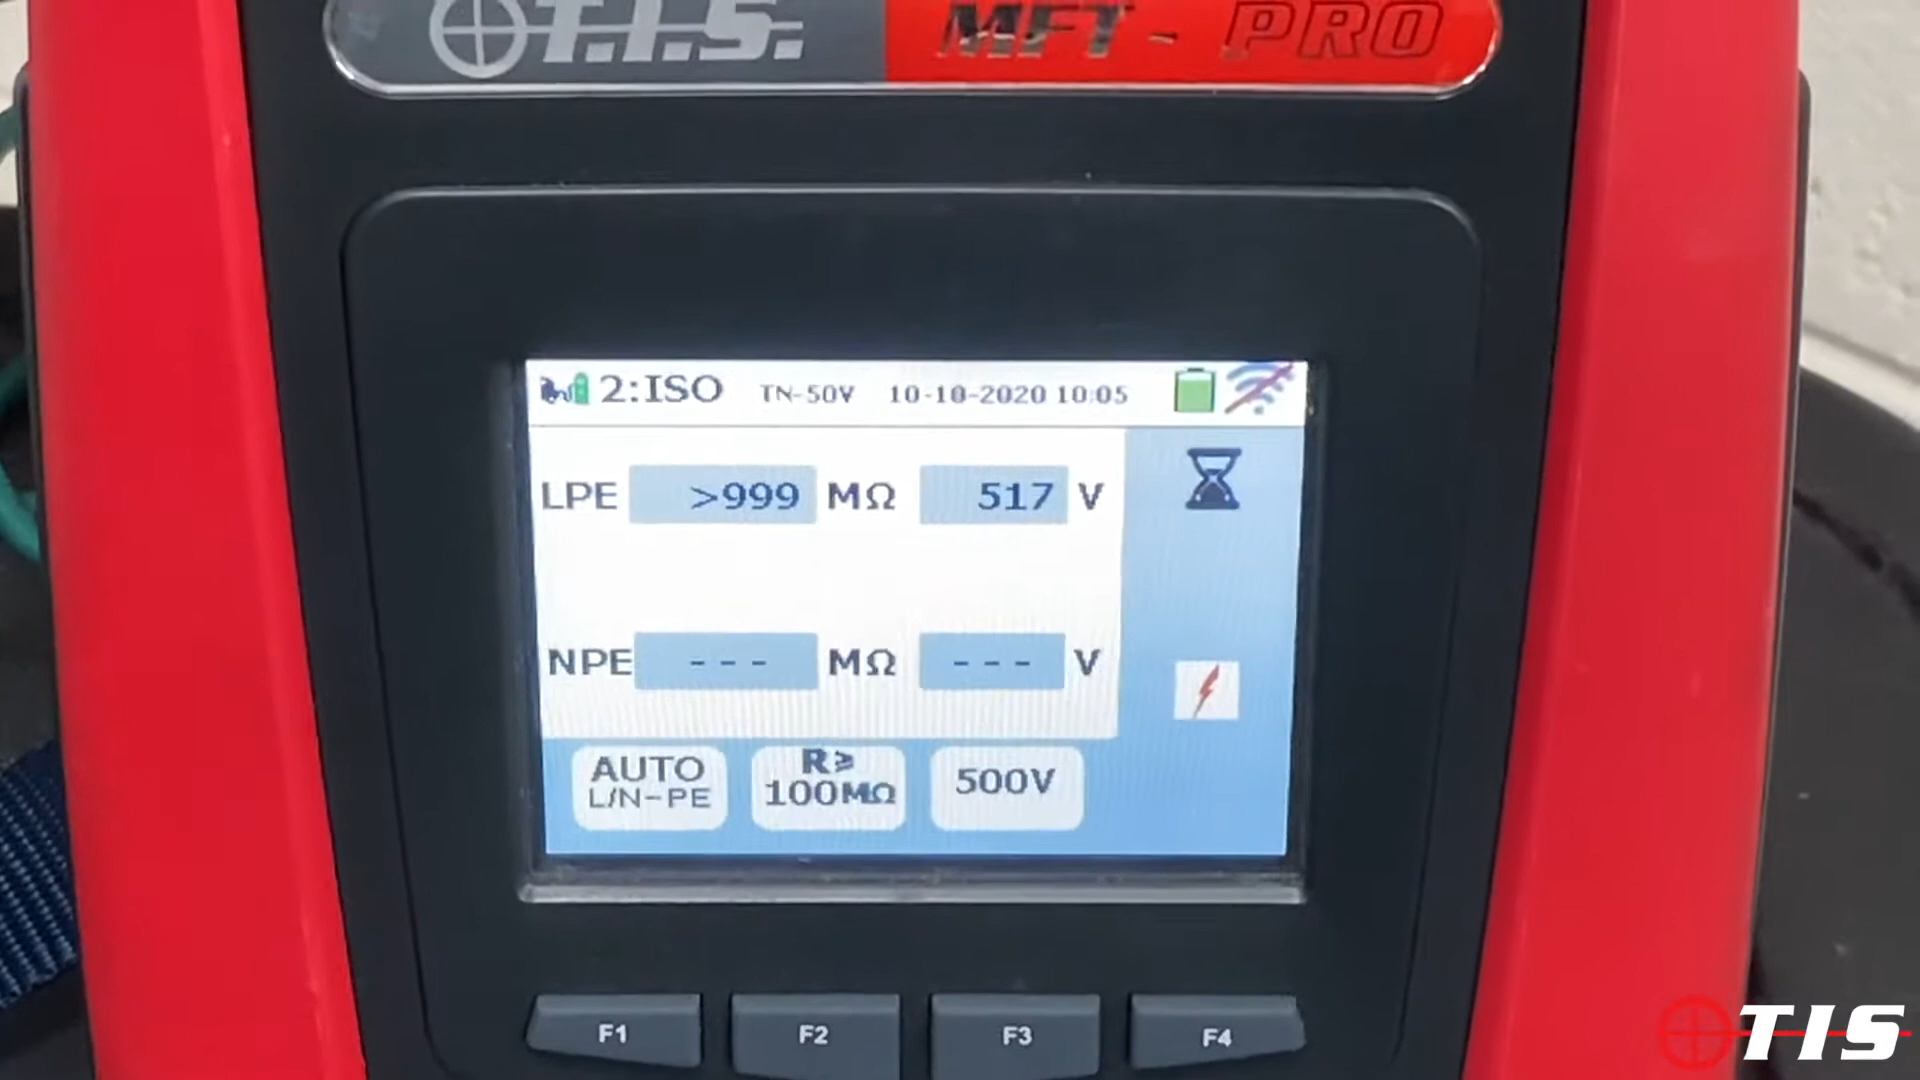 T.I.S. MFT - PRO
2:ISO TN-50V 10-10-2020 10:05
LPE >999 MΩ 517 V
NPE --- MΩ --- V
AUTO L/N-PE
R≥ 100MΩ
500V
F1 F2 F3 F4
TIS